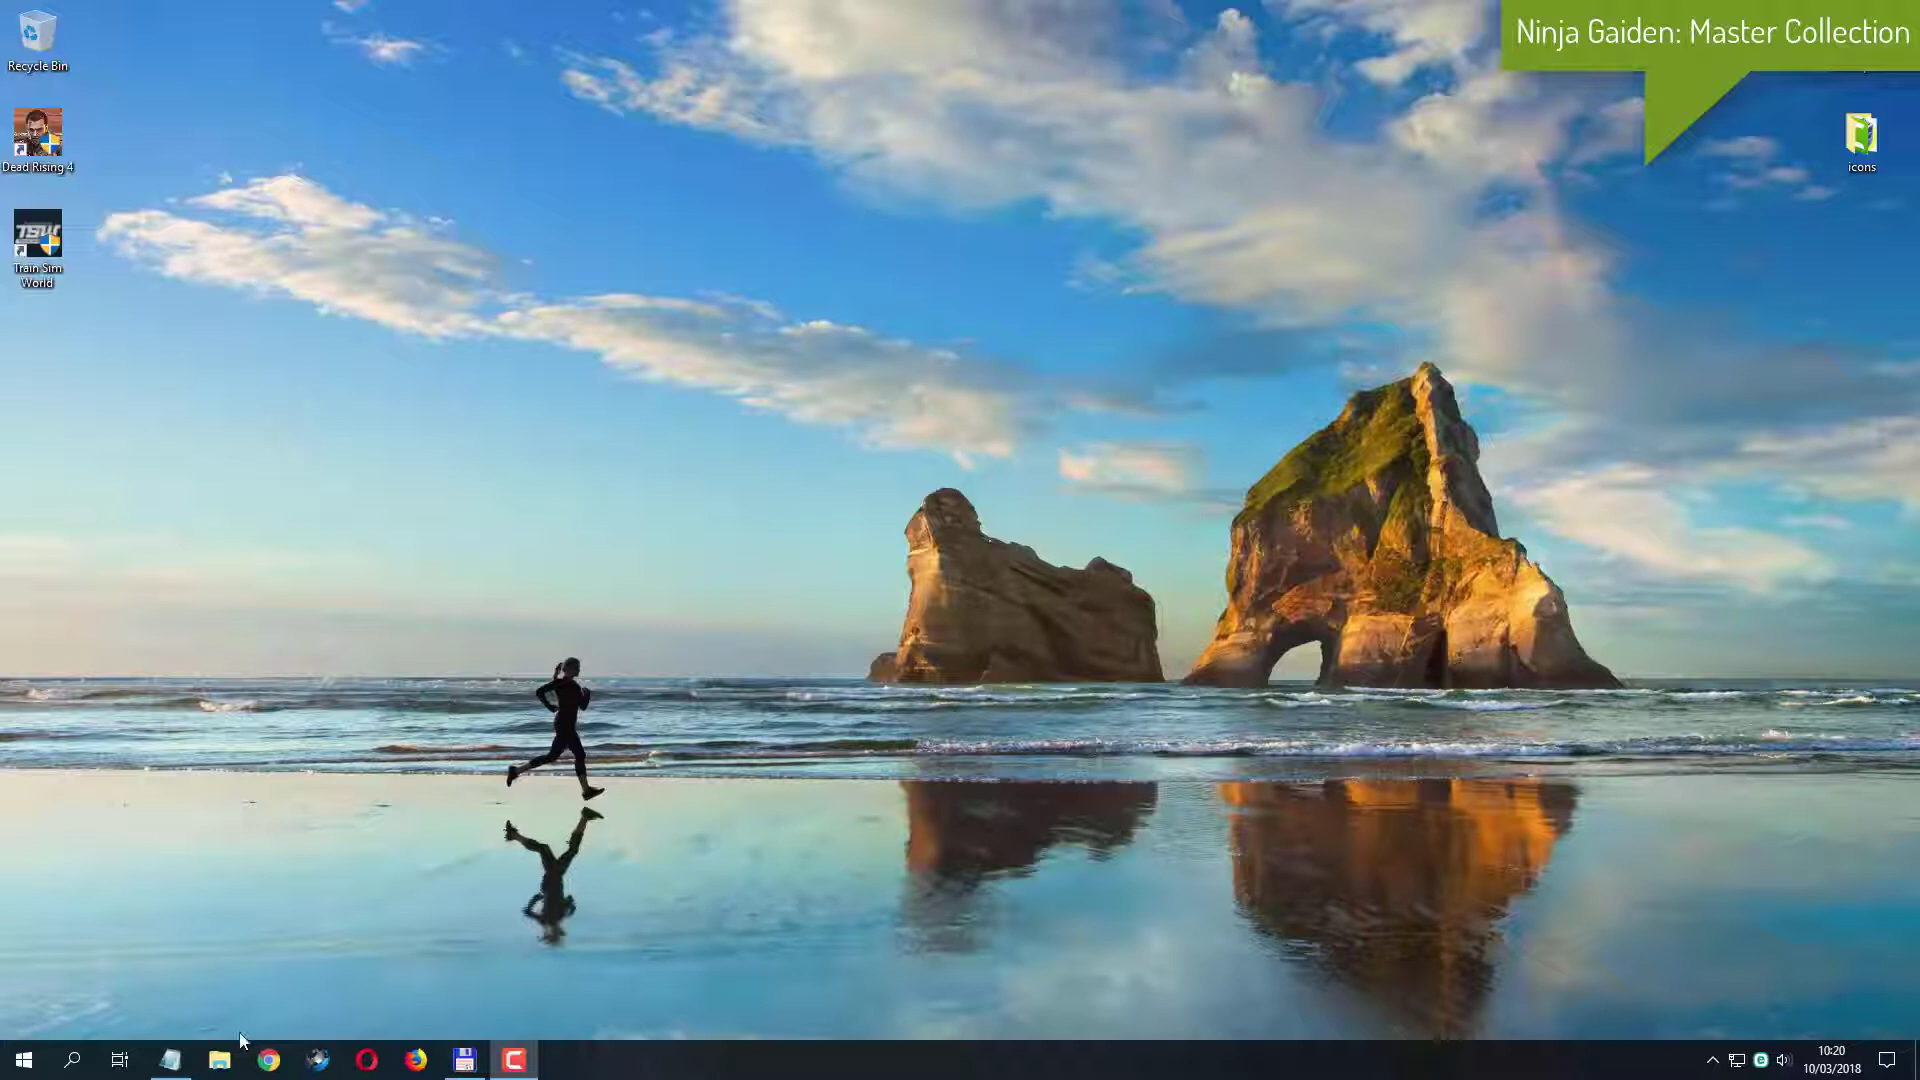 Ninja Gaiden: Master Collection
Recycle Bin
Dead Rising 4
TSW
Train Sim
World
icons
10:20
10/03/2018